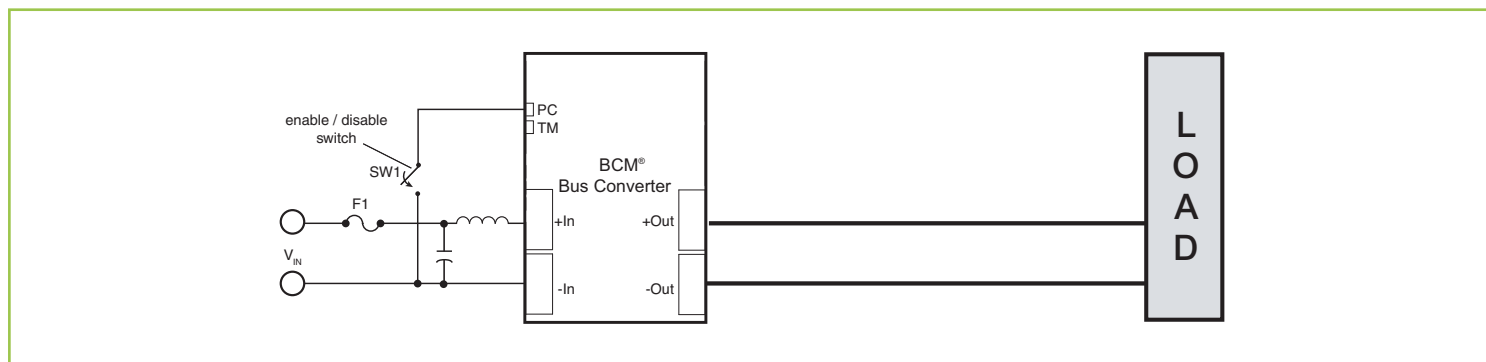 enable / disable
switch
SW1
F1
V_IN
PC
TM
BCM®
Bus Converter
+In
-In
+Out
-Out
L
O
A
D